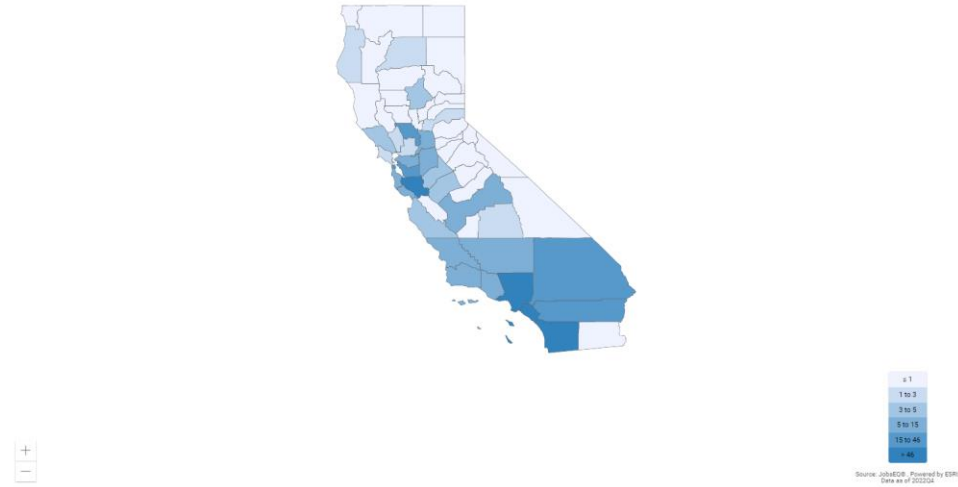 ≤ 1
1 to 3
3 to 5
5 to 15
15 to 46
> 46
+
−
Source: JobsEQ®, Powered by ESRI
Data as of 2022Q4